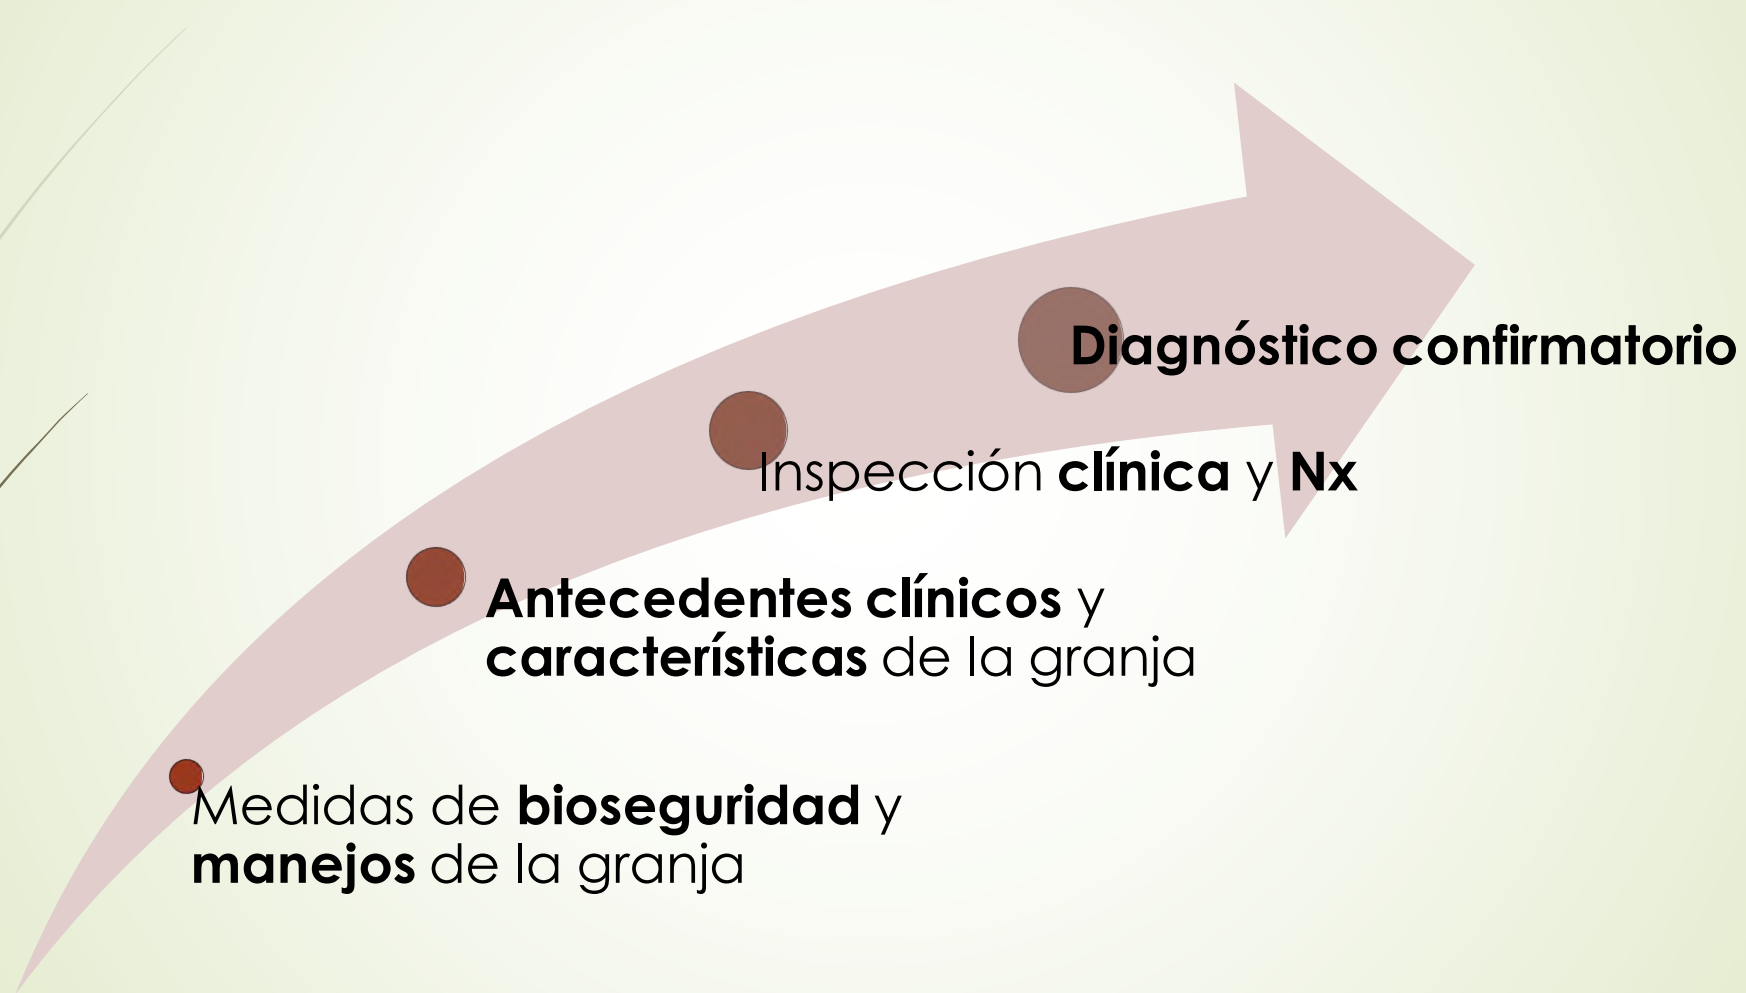 Diagnóstico confirmatorio
Inspección clínica y Nx
Antecedentes clínicos y
características de la granja
Medidas de bioseguridad y
manejos de la granja